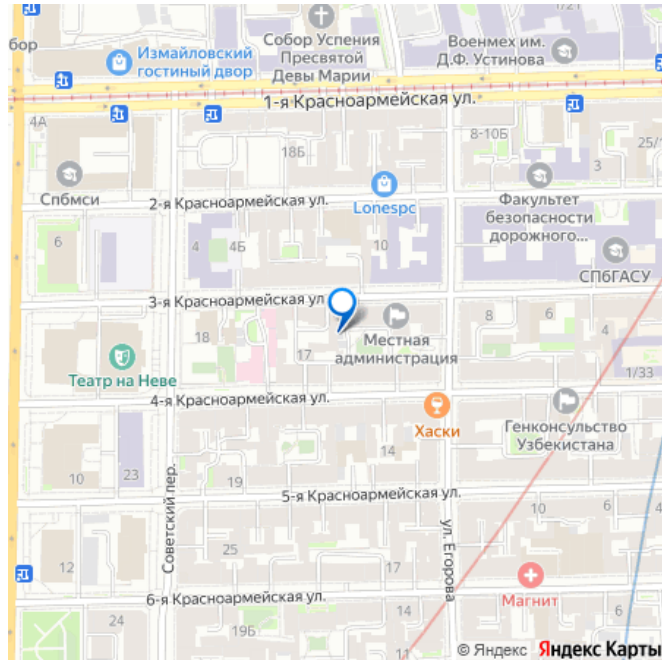 1/21
бор
Измайловский
гостиный двор
Собор Успения
Пресвятой
Девы Марии
Военмех им.
Д.Ф. Устинова
1-я Красноармейская ул.
4А
18Б
8-10Б
3
25/
Спбмси
2-я Красноармейская ул.
Lonespc
Факультет
безопасности
дорожного...
6
4
4Б
10
СПбГАСУ
3-я Красноармейская ул
18
17
Местная
администрация
8
6
4
1/33
Театр на Неве
4-я Красноармейская ул.
Хаски
Генконсульство
Узбекистана
10
23
19
14
5-я Красноармейская ул.
Советский пер.
ул. Егорова
10
6
12
25
17
6-я Красноармейская ул.
Магнит
24
19Б
14
11
10
6
© Яндекс Яндекс Карты